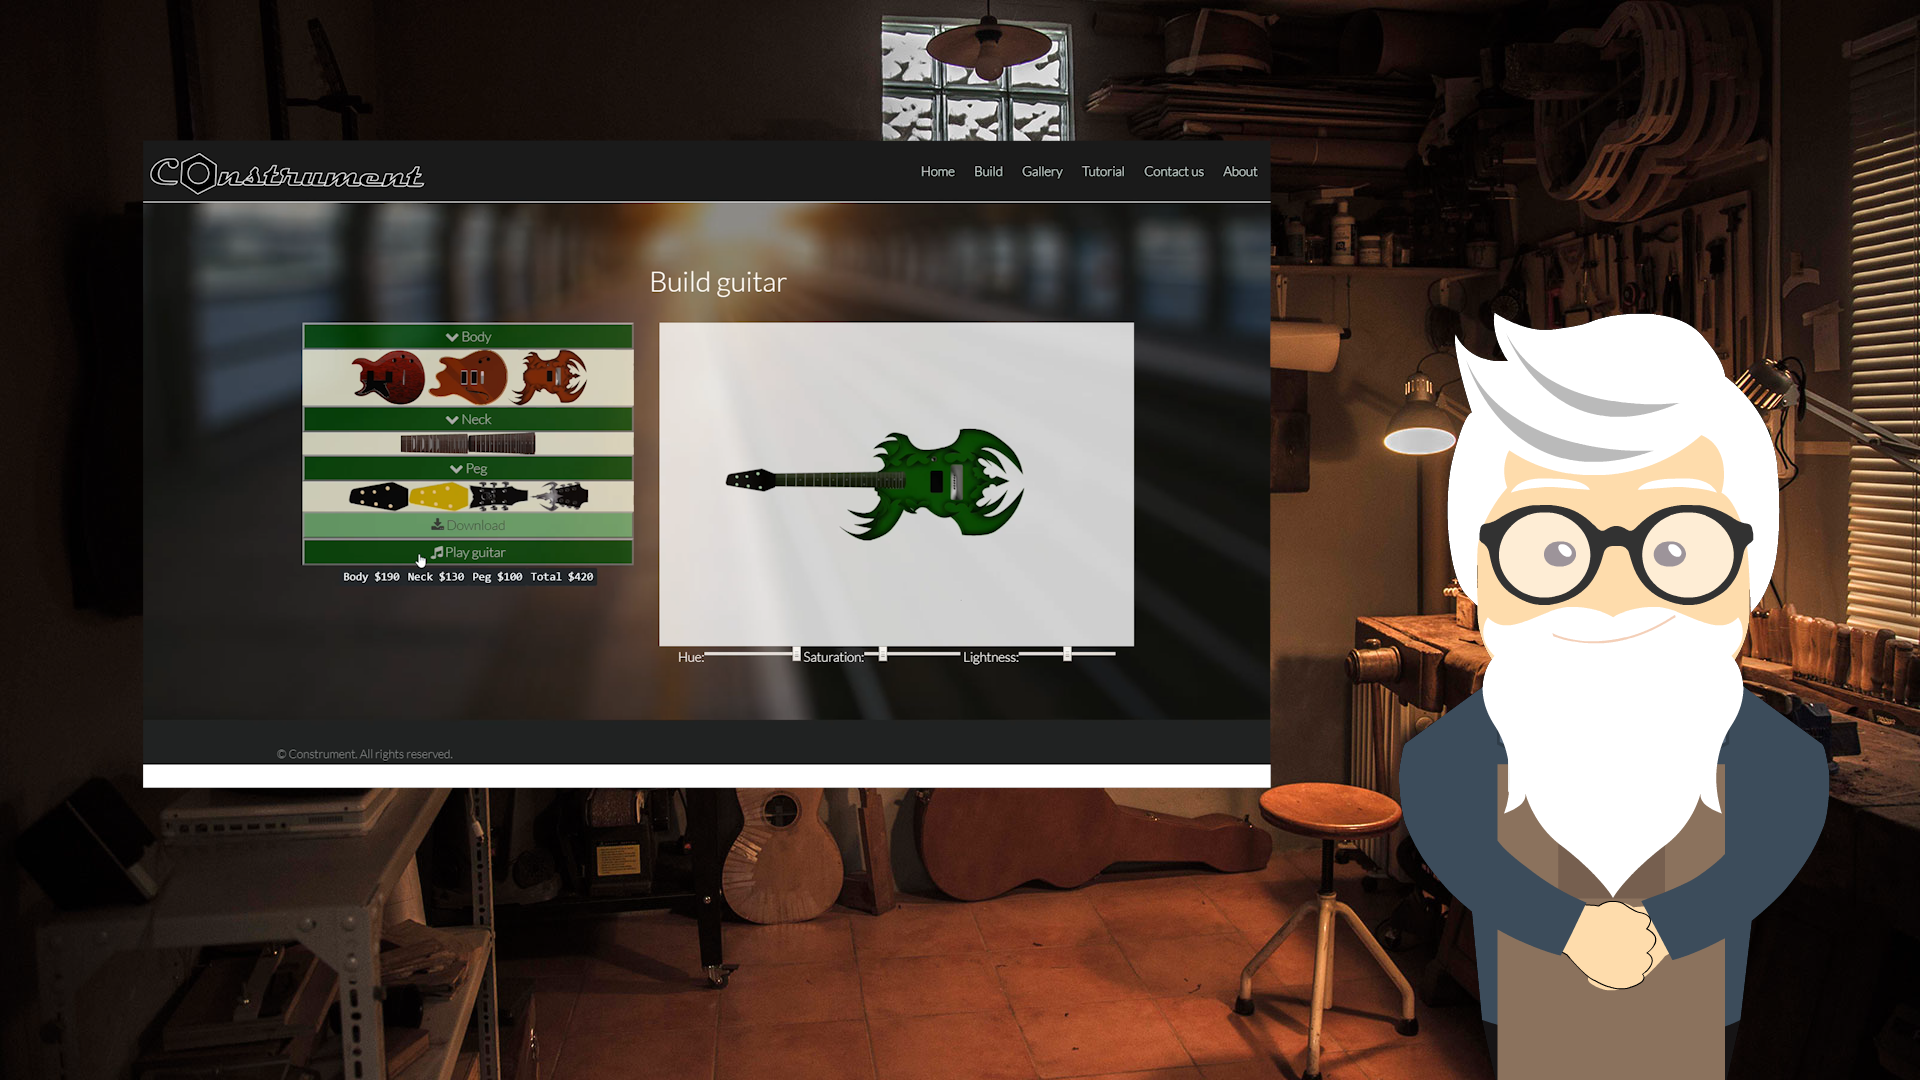 Construment
Home Build Gallery Tutorial Contact us About
Build guitar
Body
Neck
Peg
Download
Play guitar
Body $190 Neck $130 Peg $100 Total $420
Hue: Saturation: Lightness:
© Construment. All rights reserved.